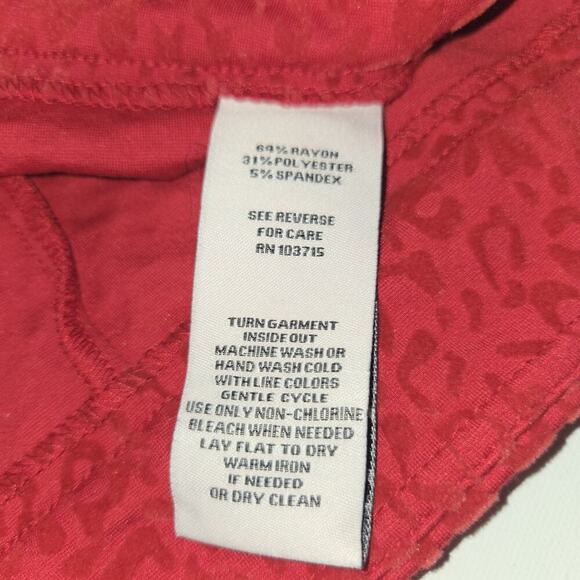 64% RAYON
31% POLYESTER
5% SPANDEX
SEE REVERSE
FOR CARE
RN 103715
TURN GARMENT
INSIDE OUT
MACHINE WASH OR
HAND WASH COLD
WITH LIKE COLORS
GENTLE CYCLE
USE ONLY NON-CHLORINE
BLEACH WHEN NEEDED
LAY FLAT TO DRY
WARM IRON
IF NEEDED
OR DRY CLEAN